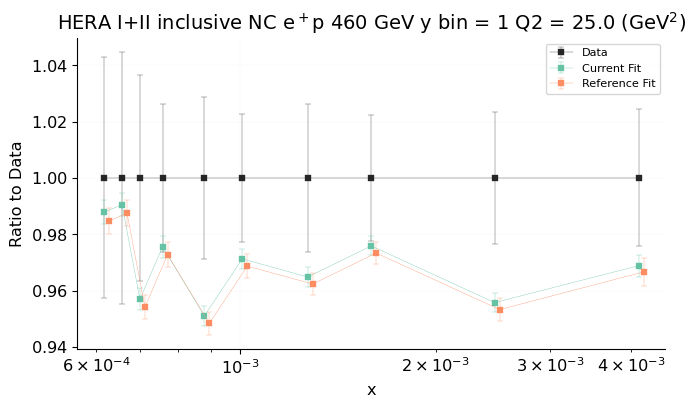 HERA I+II inclusive NC e⁺p 460 GeV y bin = 1 Q2 = 25.0 (GeV²)
Ratio to Data
1.04
1.02
1.00
0.98
0.96
0.94
Data
Current Fit
Reference Fit
6 × 10⁻⁴
10⁻³
2 × 10⁻³
3 × 10⁻³
4 × 10⁻³
x